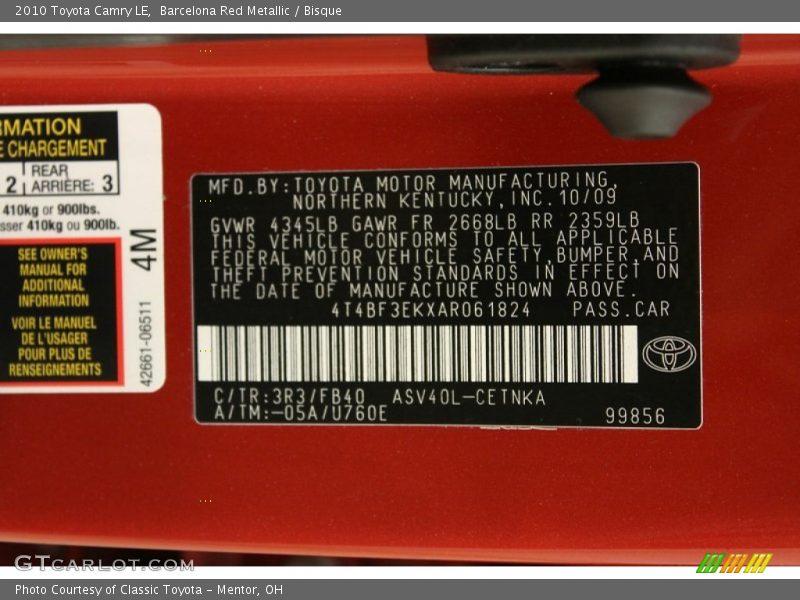 2010 Toyota Camry LE, Barcelona Red Metallic / Bisque
RMATION
E CHARGEMENT
2 REAR ARRIÈRE: 3
410kg or 900lbs.
sser 410kg ou 900lb.
SEE OWNER'S
MANUAL FOR
ADDITIONAL
INFORMATION
VOIR LE MANUEL
DE L'USAGER
POUR PLUS DE
RENSEIGNEMENTS
4M
42661-06511
MFD.BY:TOYOTA MOTOR MANUFACTURING,
NORTHERN KENTUCKY,INC.10/09
GVWR 4345LB GAWR FR 2668LB RR 2359LB
THIS VEHICLE CONFORMS TO ALL APPLICABLE
FEDERAL MOTOR VEHICLE SAFETY,BUMPER,AND
THEFT PREVENTION STANDARDS IN EFFECT ON
THE DATE OF MANUFACTURE SHOWN ABOVE.
4T4BF3EKXAR061824 PASS.CAR
C/TR:3R3/FB40 ASV40L-CETNKA
A/TM:-05A/U760E 99856
GTCARLOT.COM
Photo Courtesy of Classic Toyota - Mentor, OH